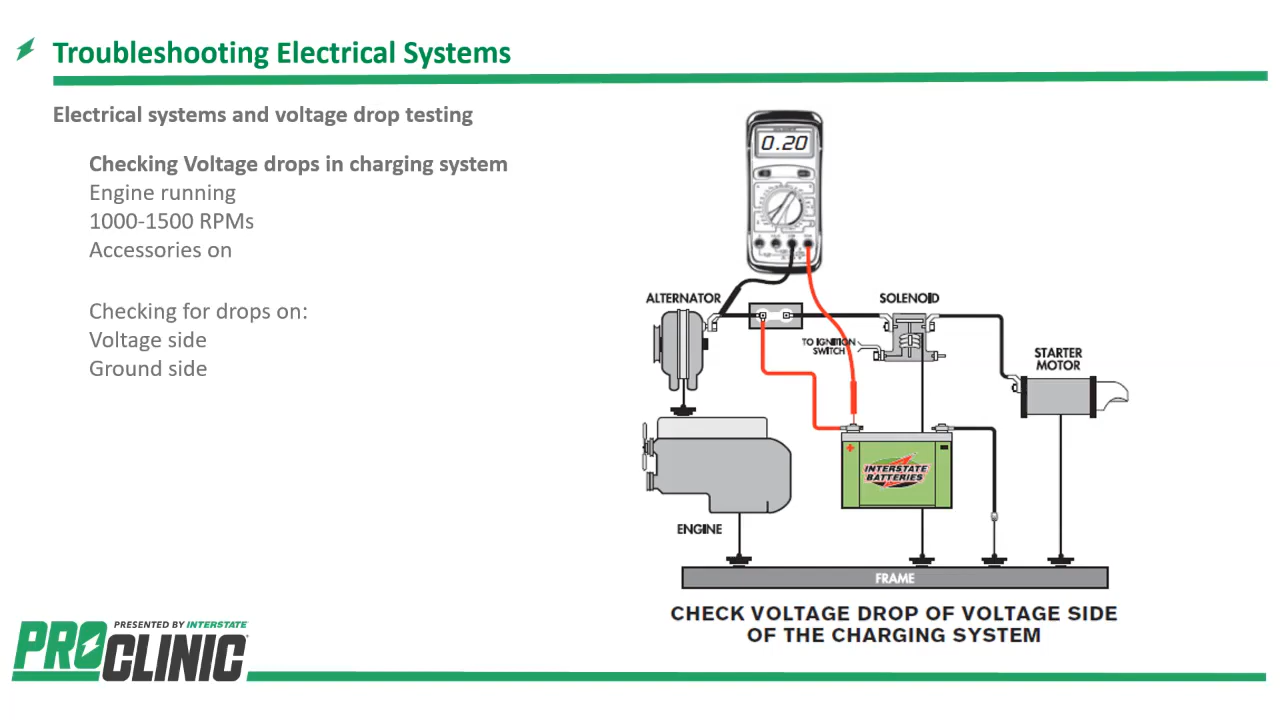 Troubleshooting Electrical Systems
Electrical systems and voltage drop testing
Checking Voltage drops in charging system
Engine running
1000-1500 RPMs
Accessories on
Checking for drops on:
Voltage side
Ground side
0.20
ALTERNATOR
SOLENOID
TO IGNITION
SWITCH
STARTER
MOTOR
+
-
INTERSTATE
BATTERIES
ENGINE
FRAME
CHECK VOLTAGE DROP OF VOLTAGE SIDE
OF THE CHARGING SYSTEM
PRESENTED BY INTERSTATE
PRO
CLINIC